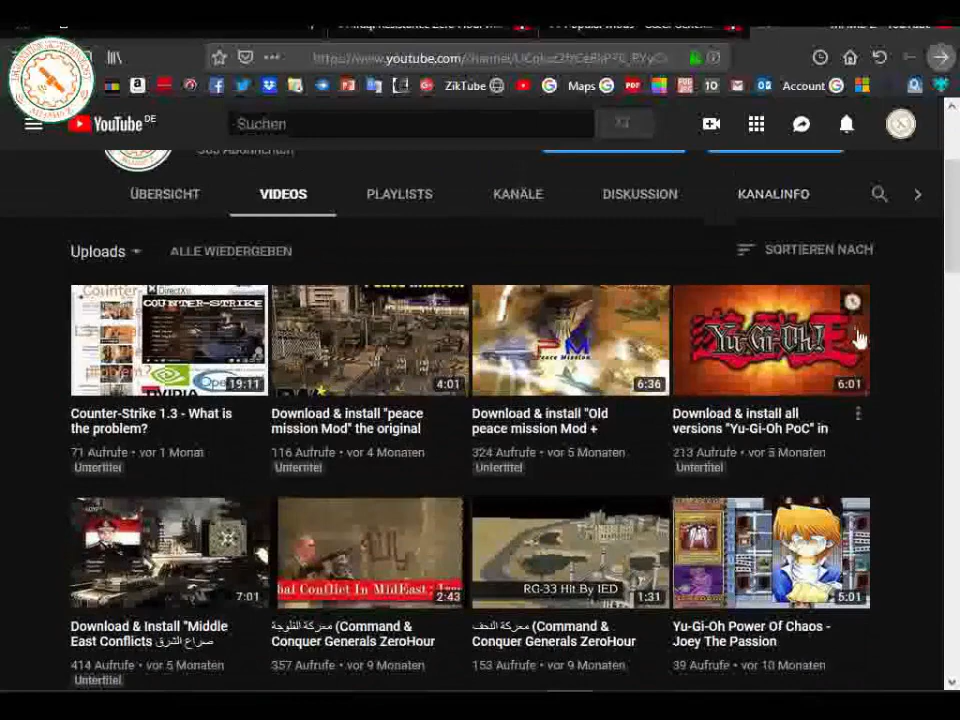 ZikTube
Maps
PDF
10
Account
YouTube DE
Suchen
ÜBERSICHT
VIDEOS
PLAYLISTS
KANÄLE
DISKUSSION
KANALINFO
Uploads
ALLE WIEDERGEBEN
SORTIEREN NACH
COUNTER-STRIKE
19:11
4:01
Peace Mission
6:36
Yu-Gi-Oh!
6:01
Counter-Strike 1.3 - What is
the problem?
71 Aufrufe • vor 1 Monat
Untertitel
Download & install "peace
mission Mod" the original
116 Aufrufe • vor 4 Monaten
Untertitel
Download & install "Old
peace mission Mod +
324 Aufrufe • vor 5 Monaten
Untertitel
Download & install all
versions "Yu-Gi-Oh PoC" in
213 Aufrufe • vor 5 Monaten
Untertitel
7:01
bal Conflict In MidEast :
2:43
RG-33 Hit By IED
1:31
5:01
Download & Install "Middle
East Conflicts صراع الشرق
414 Aufrufe • vor 5 Monaten
Untertitel
معركة الفلوجة (Command &
Conquer Generals ZeroHour
357 Aufrufe • vor 9 Monaten
معركة النجف (Command &
Conquer Generals ZeroHour
153 Aufrufe • vor 9 Monaten
Yu-Gi-Oh Power Of Chaos -
Joey The Passion
39 Aufrufe • vor 10 Monaten